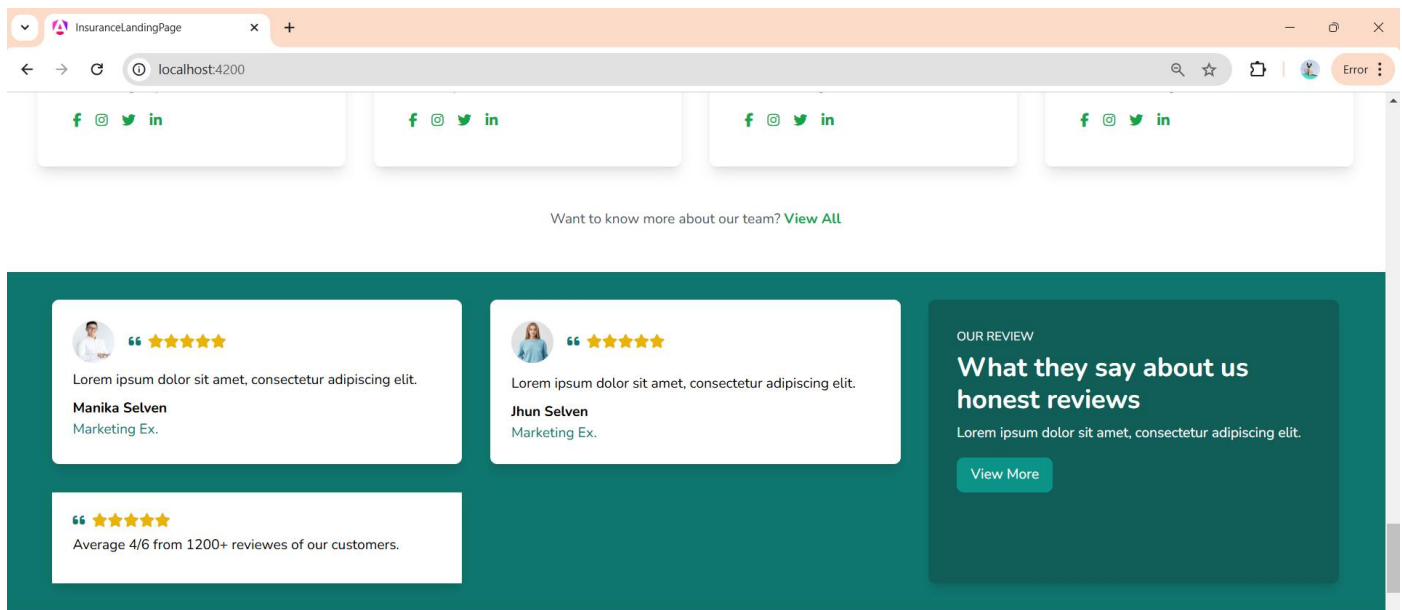 InsuranceLandingPage
localhost:4200
Error
Want to know more about our team? View All
Lorem ipsum dolor sit amet, consectetur adipiscing elit.
Manika Selven
Marketing Ex.
Lorem ipsum dolor sit amet, consectetur adipiscing elit.
Jhun Selven
Marketing Ex.
Average 4/6 from 1200+ reviewes of our customers.
OUR REVIEW
What they say about us
honest reviews
Lorem ipsum dolor sit amet, consectetur adipiscing elit.
View More